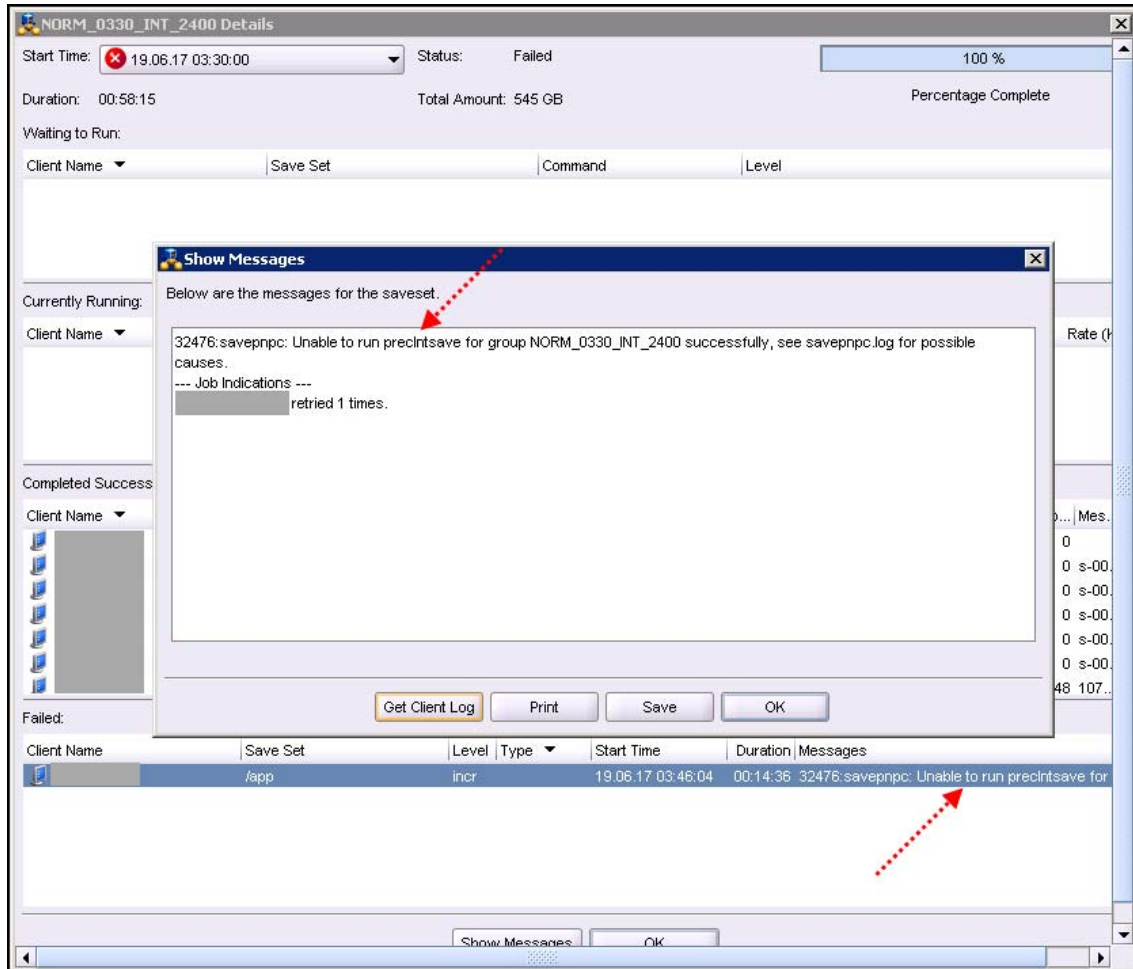 NORM_0330_INT_2400 Details
Start Time: 19.06.17 03:30:00 Status: Failed 100 %
Duration: 00:58:15 Total Amount: 545 GB Percentage Complete
Waiting to Run:
Client Name Save Set Command Level
Show Messages
Below are the messages for the saveset.
Currently Running:
Client Name Rate (K
32476:savepnpc: Unable to run preclntsave for group NORM_0330_INT_2400 successfully, see savepnpc.log for possible
causes.
--- Job Indications ---
retried 1 times.
Completed Success
Client Name o... Mes.
0
0 s-00.
0 s-00.
0 s-00.
0 s-00.
0 s-00.
48 107..
Get Client Log Print Save OK
Failed:
Client Name Save Set Level Type Start Time Duration Messages
/app incr 19.06.17 03:46:04 00:14:36 32476:savepnpc: Unable to run preclntsave for
Show Messages OK